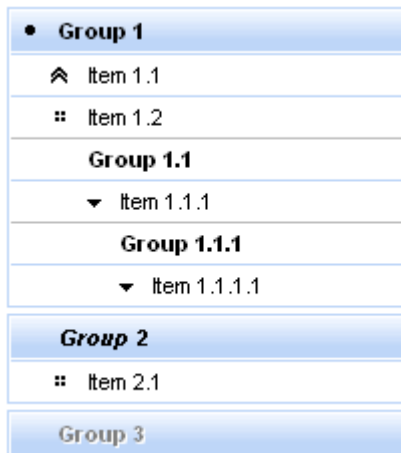 Group 1
Item 1.1
Item 1.2
Group 1.1
Item 1.1.1
Group 1.1.1
Item 1.1.1.1
Group 2
Item 2.1
Group 3